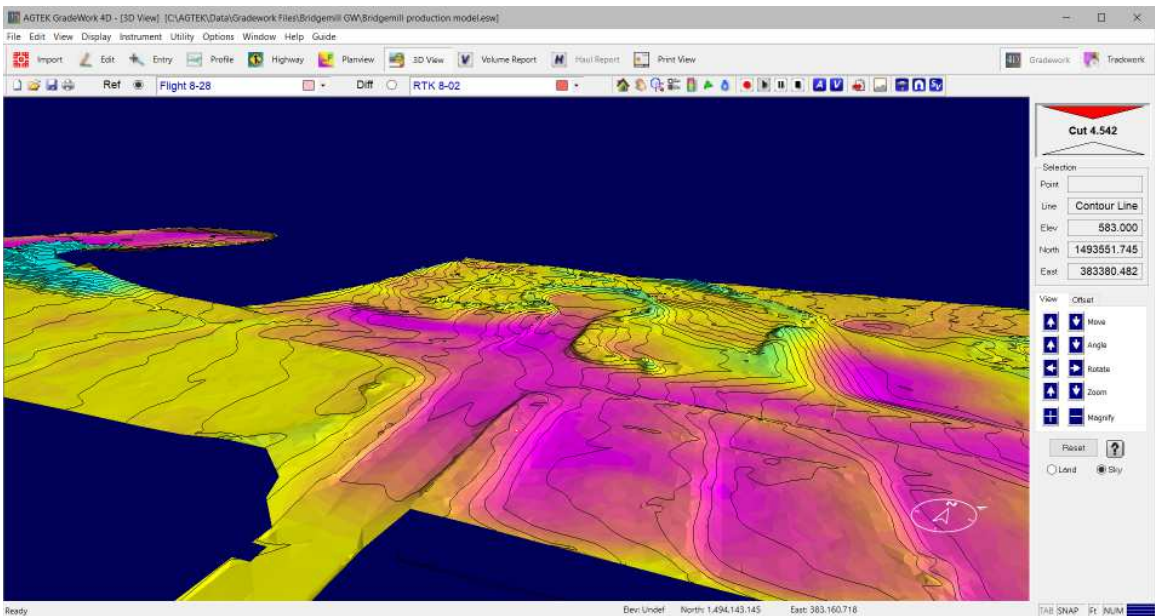 AGTEK GradeWork 4D - [3D View] [C:\AGTEK\Data\Gradework Files\Bridgemill GW\Bridgemill production model.esw]
File Edit View Display Instrument Utility Options Window Help Guide
Import Edit Entry Profile Highway Planview 3D View V Volume Report H Haul Report Print View 4D Gradework Trackwork
Ref Flight 8-28 Diff RTK 8-02 A V
Cut 4.542
Selection
Point
Line Contour Line
Elev 583.000
North 1493551.745
East 383380.482
View Offset
Move
Angle
Rotate
Zoom
Magnify
Reset ?
Land Sky
N
Ready Elev: Undef North: 1,494,143.145 East: 383,160.718 TAB SNAP Ft NUM